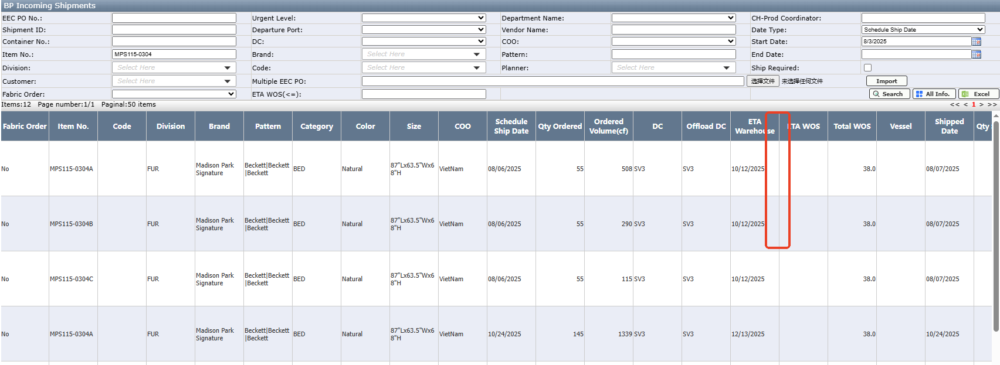 BP Incoming Shipments
EEC PO No.: Urgent Level: Department Name: CH-Prod Coordinator:
Shipment ID: Departure Port: Vendor Name: Date Type: Schedule Ship Date
Container No.: DC: COO: Start Date: 8/3/2025
Item No.: MPS115-0304 Brand: Select Here Pattern: End Date:
Division: Select Here Code: Select Here Planner: Select Here Ship Required:
Customer: Select Here Multiple EEC PO: 选择文件 未选择任何文件 Import
Fabric Order: ETA WOS(<=): Search All Info. Excel
Items:12 Page number:1/1 Paginal:50 items << < 1 > >>
Fabric Order Item No. Code Division Brand Pattern Category Color Size COO Schedule Ship Date Qty Ordered Ordered Volume(cf) DC Offload DC ETA Warehouse ETA WOS Total WOS Vessel Shipped Date Qty
No MPS115-0304A FUR Madison Park Signature Beckett|Beckett|Beckett BED Natural 87"Lx63.5"Wx68"H VietNam 08/06/2025 55 508 SV3 SV3 10/12/2025 38.0 08/07/2025
No MPS115-0304B FUR Madison Park Signature Beckett|Beckett|Beckett BED Natural 87"Lx63.5"Wx68"H VietNam 08/06/2025 55 290 SV3 SV3 10/12/2025 38.0 08/07/2025
No MPS115-0304C FUR Madison Park Signature Beckett|Beckett|Beckett BED Natural 87"Lx63.5"Wx68"H VietNam 08/06/2025 55 115 SV3 SV3 10/12/2025 38.0 08/07/2025
No MPS115-0304A FUR Madison Park Signature Beckett|Beckett|Beckett BED Natural 87"Lx63.5"Wx68"H VietNam 10/24/2025 145 1339 SV3 SV3 12/13/2025 38.0 10/24/2025